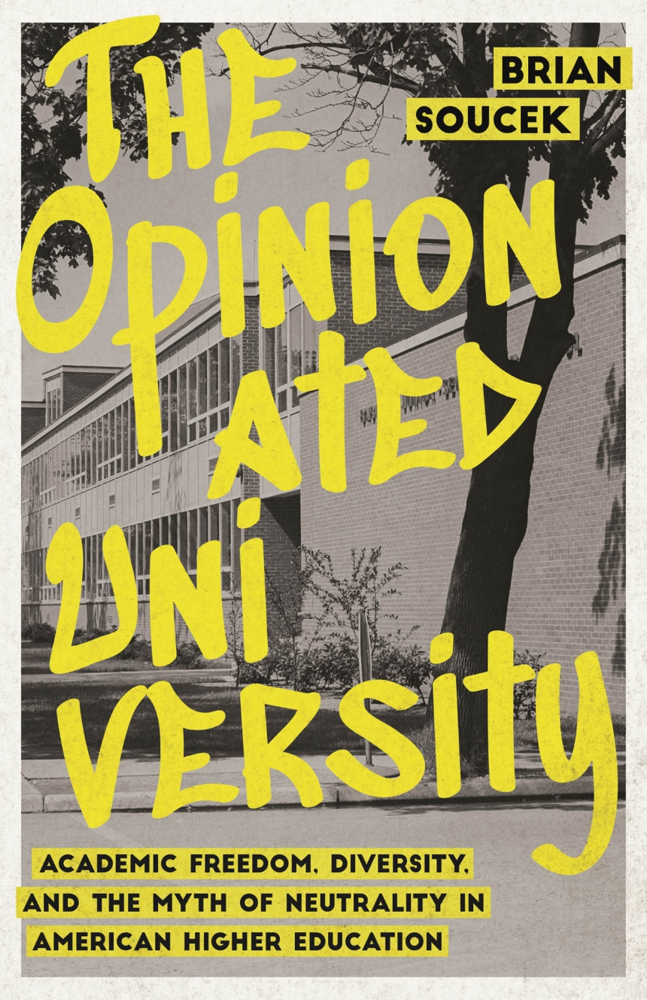 THE
OPINION
ATED
UNI
VERSITY
BRIAN
SOUCEK
ACADEMIC FREEDOM, DIVERSITY,
AND THE MYTH OF NEUTRALITY IN
AMERICAN HIGHER EDUCATION